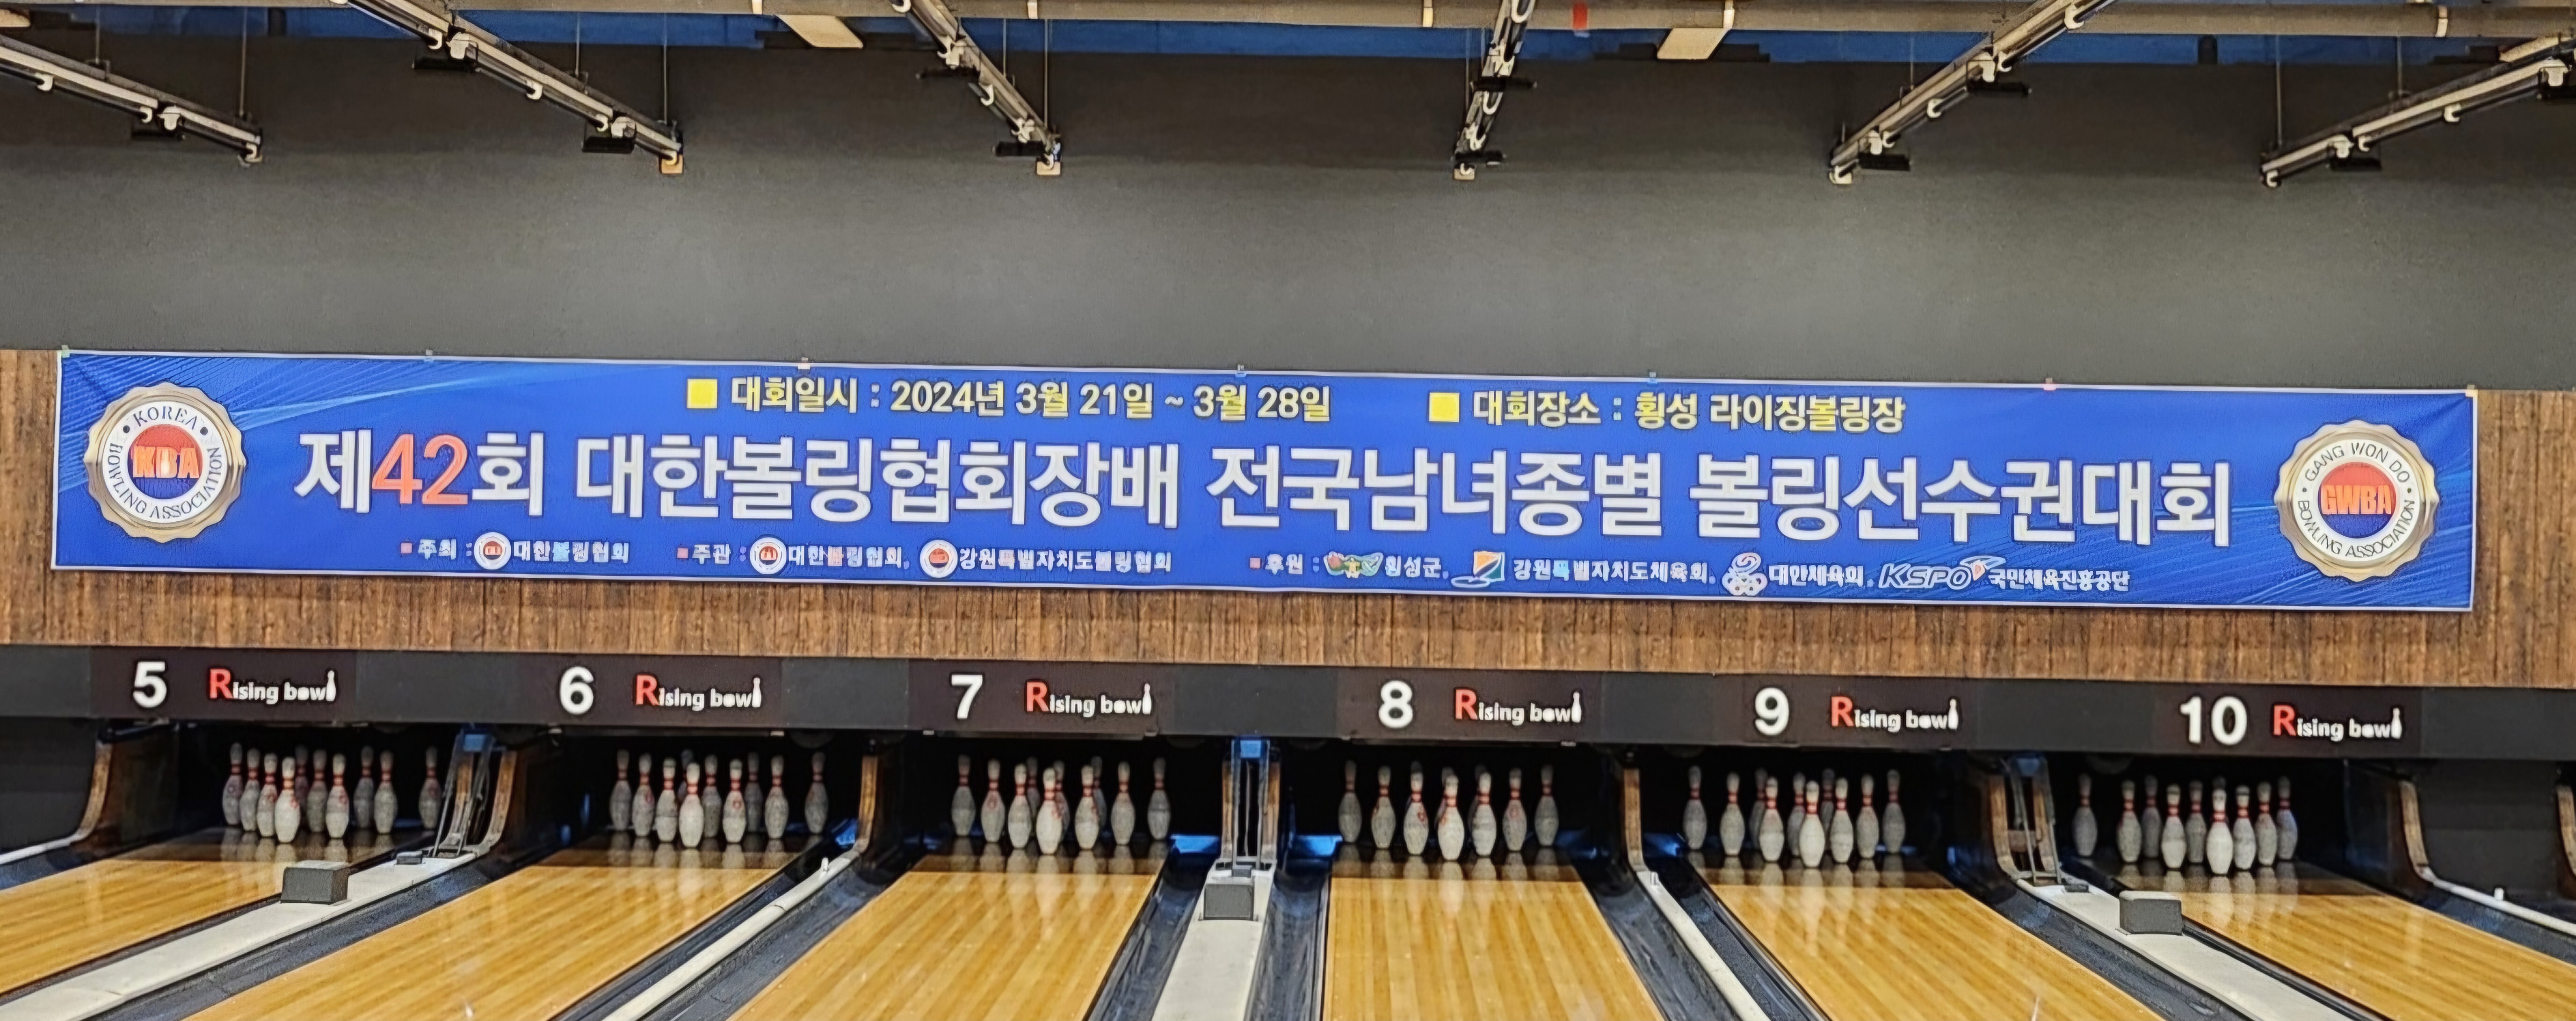 ■ 대회일시 : 2024년 3월 21일 ~ 3월 28일 ■ 대회장소 : 횡성 라이징볼링장
KOREA BOWLING ASSOCIATION
KBA
제42회 대한볼링협회장배 전국남녀종별 볼링선수권대회
GANG WON DO BOWLING ASSOCIATION
GWBA
■ 주최 : 대한볼링협회 ■ 주관 : 대한볼링협회, 강원특별자치도볼링협회 ■ 후원 : 횡성군, 강원특별자치도체육회, 대한체육회, KSPO 국민체육진흥공단
5 Rising bowl 6 Rising bowl 7 Rising bowl 8 Rising bowl 9 Rising bowl 10 Rising bowl